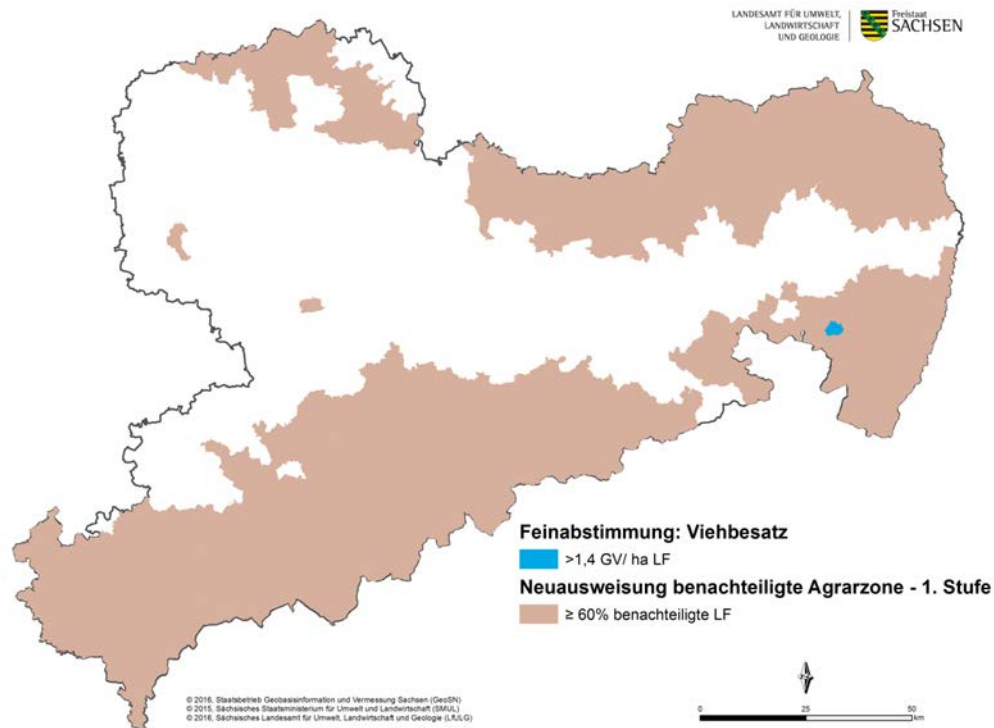 LANDESAMT FÜR UMWELT,
LANDWIRTSCHAFT
UND GEOLOGIE
Freistaat
SACHSEN
Feinabstimmung: Viehbesatz
>1,4 GV/ ha LF
Neuausweisung benachteiligte Agrarzone - 1. Stufe
≥ 60% benachteiligte LF
© 2016, Staatsbetrieb Geobasisinformation und Vermessung Sachsen (GeoSN)
© 2015, Sächsisches Staatsministerium für Umwelt und Landwirtschaft (SMUL)
© 2016, Sächsisches Landesamt für Umwelt, Landwirtschaft und Geologie (LfULG)
0 25 50
km